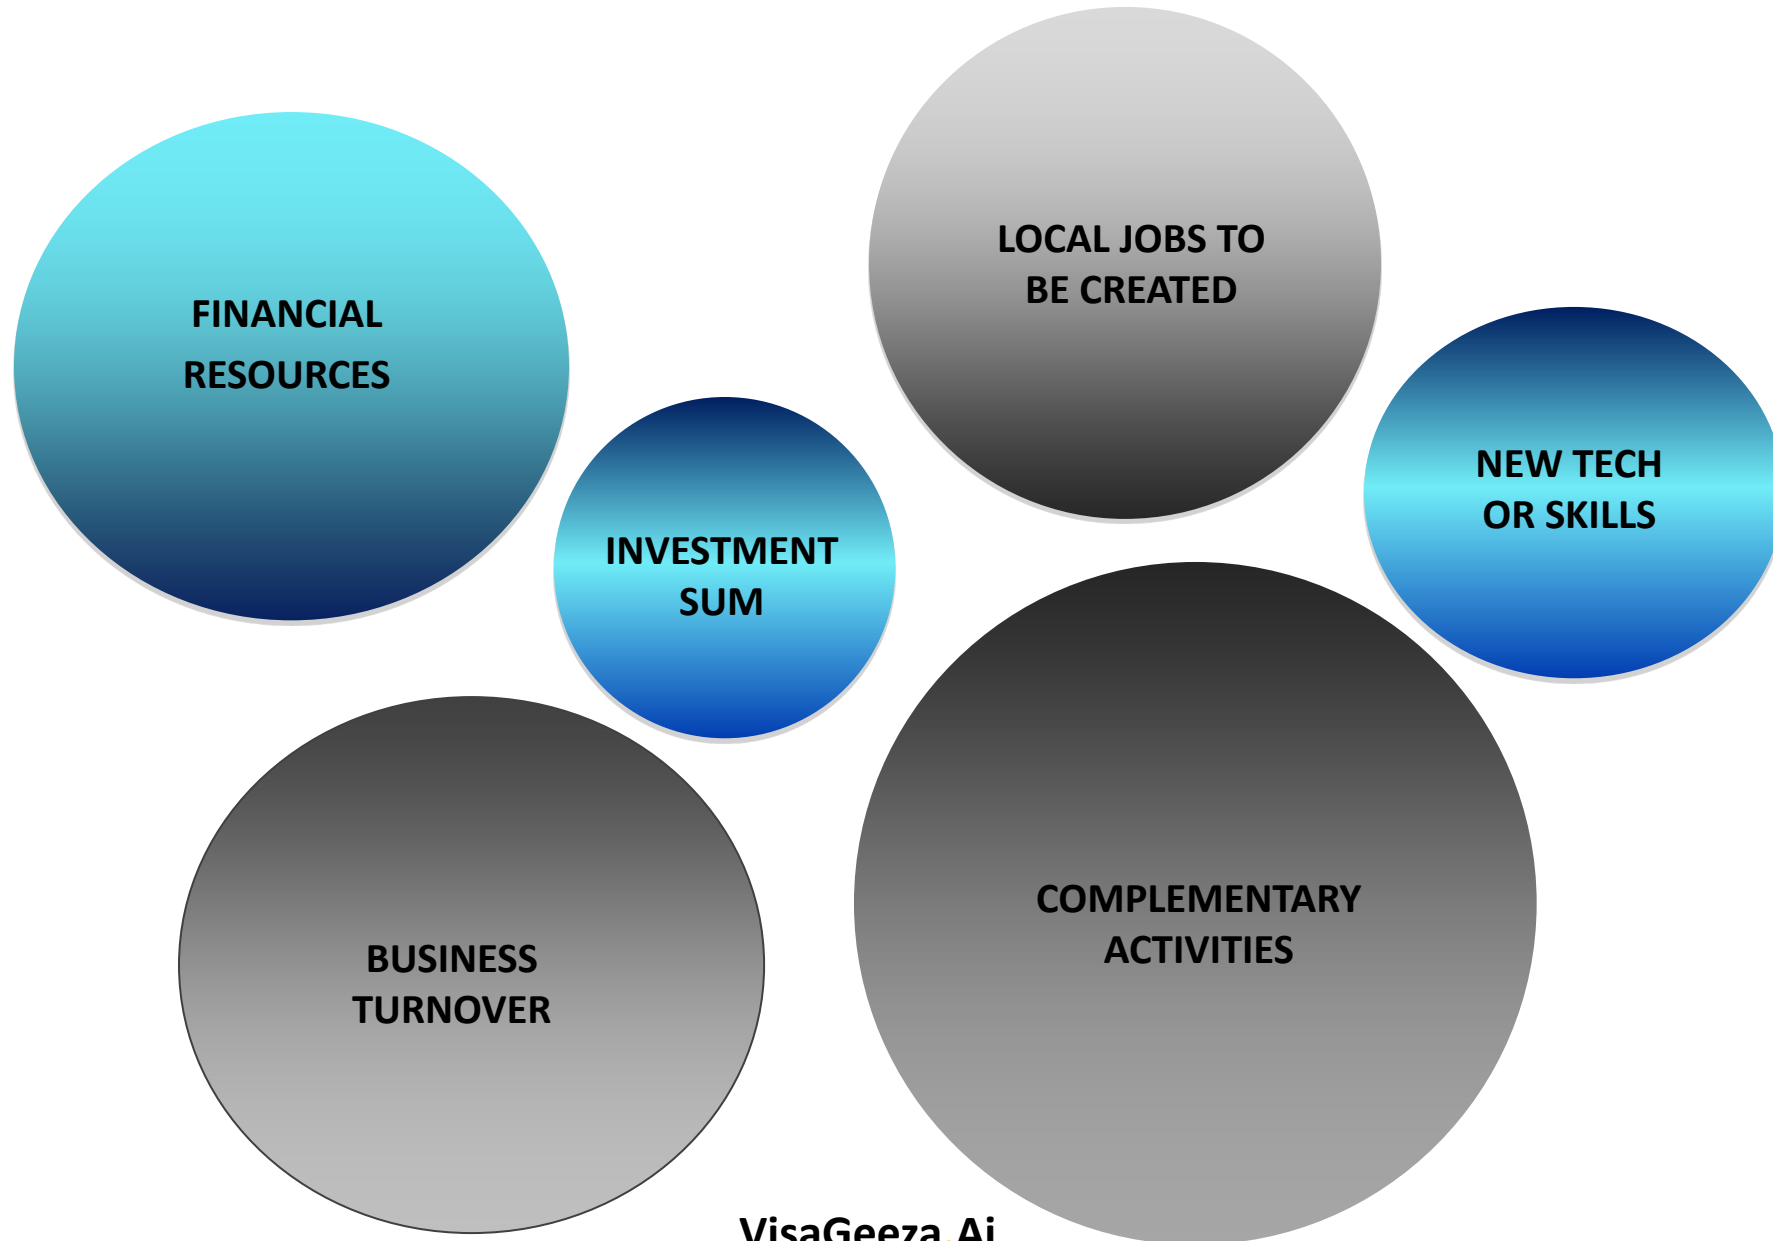 LOCAL JOBS TO
BE CREATED
FINANCIAL
RESOURCES
NEW TECH
OR SKILLS
INVESTMENT
SUM
COMPLEMENTARY
ACTIVITIES
BUSINESS
TURNOVER
VisaGeeza.Ai